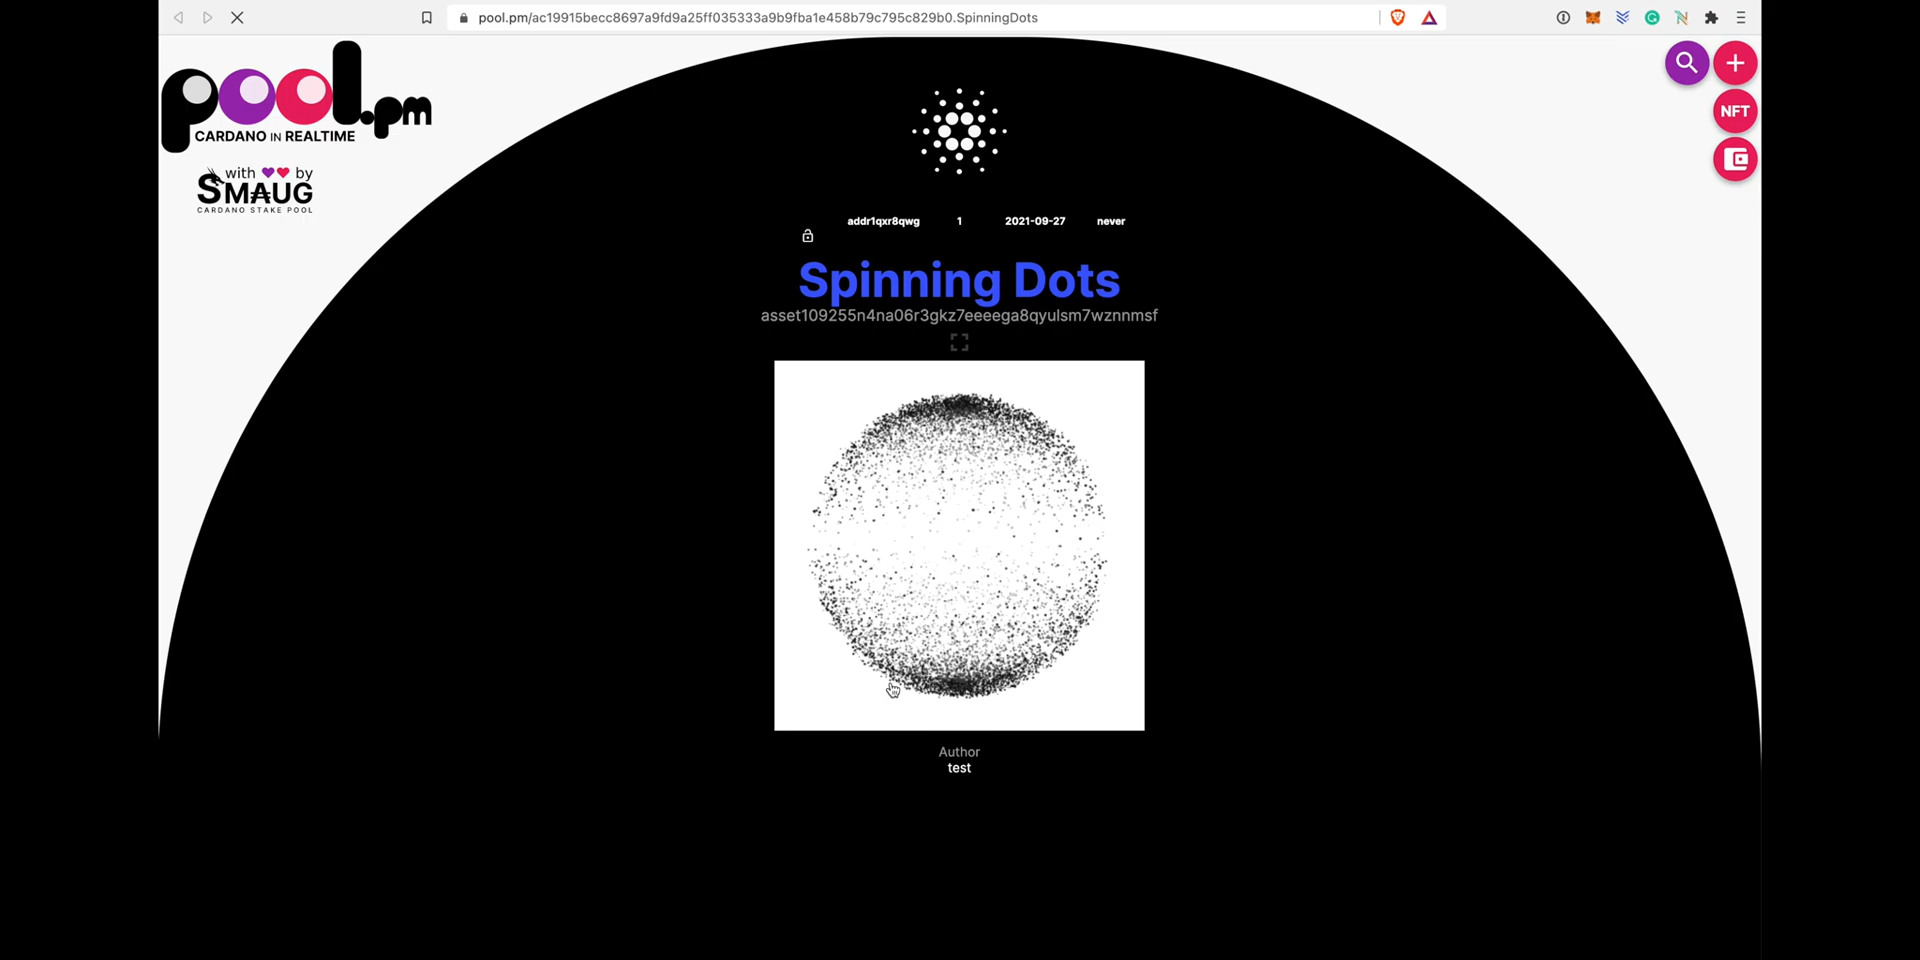 pool.pm/ac19915becc8697a9fd9a25ff035333a9b9fba1e458b79c795c829b0.SpinningDots
pool.pm
CARDANO IN REALTIME
with by
SMAUG
CARDANO STAKE POOL
NFT
addr1qxr8qwg 1 2021-09-27 never
Spinning Dots
asset109255n4na06r3gkz7eeeega8qyulsm7wznnmsf
Author
test